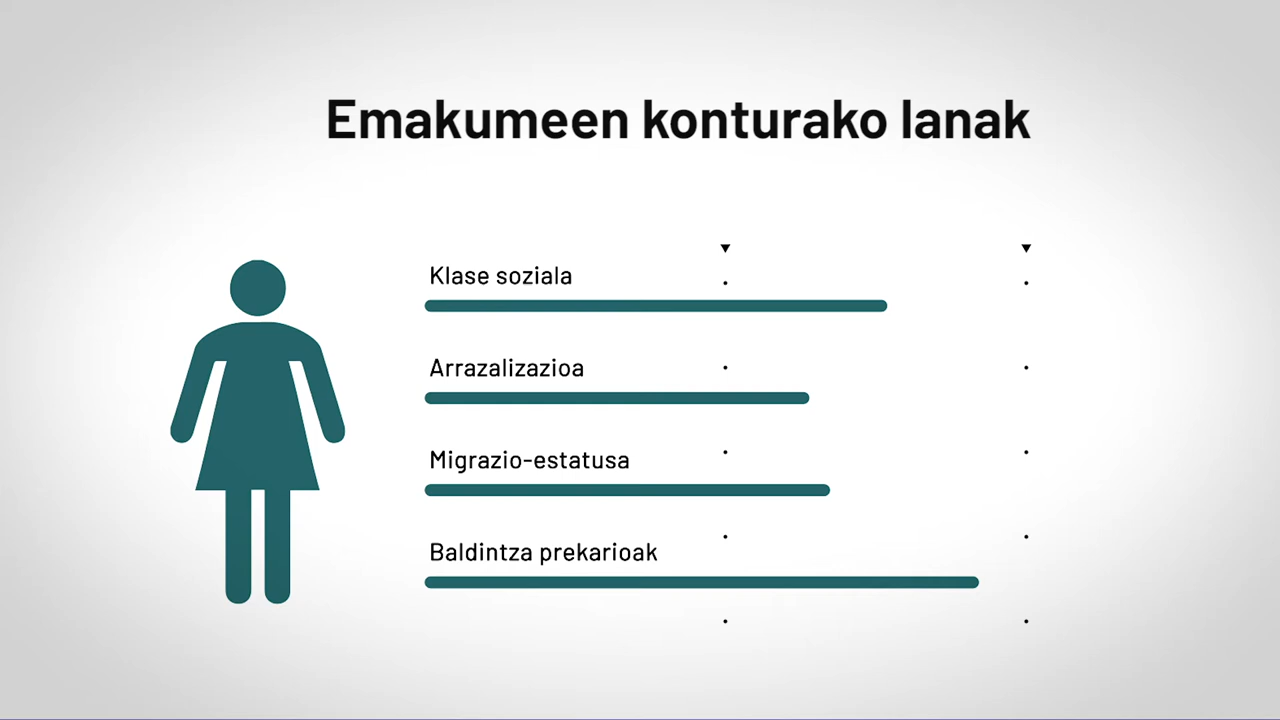 Emakumeen konturako lanak
Klase soziala
Arrazalizazioa
Migrazio-estatusa
Baldintza prekarioak